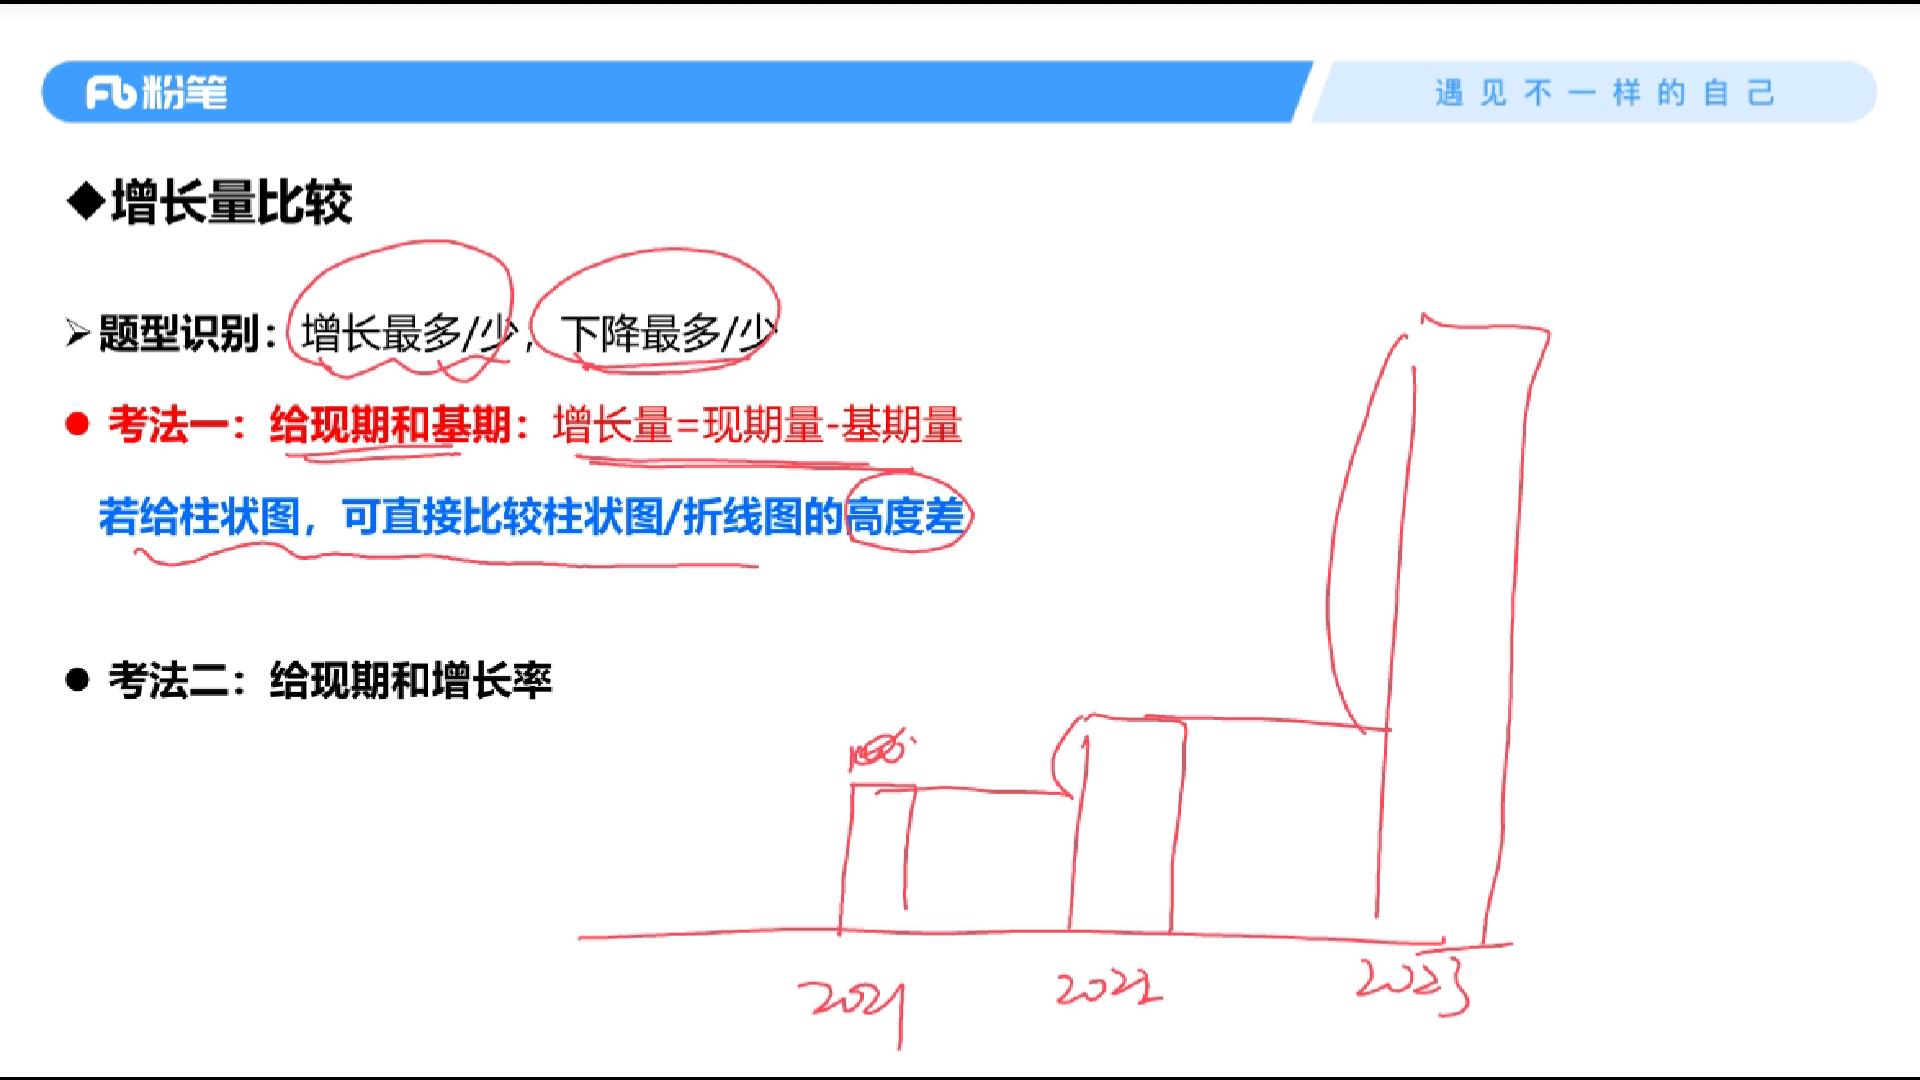 粉笔
遇见不一样的自己
◆增长量比较
➢题型识别：增长最多/少，下降最多/少
● 考法一：给现期和基期：增长量=现期量-基期量
若给柱状图，可直接比较柱状图/折线图的高度差
● 考法二：给现期和增长率
2021 2022 2023